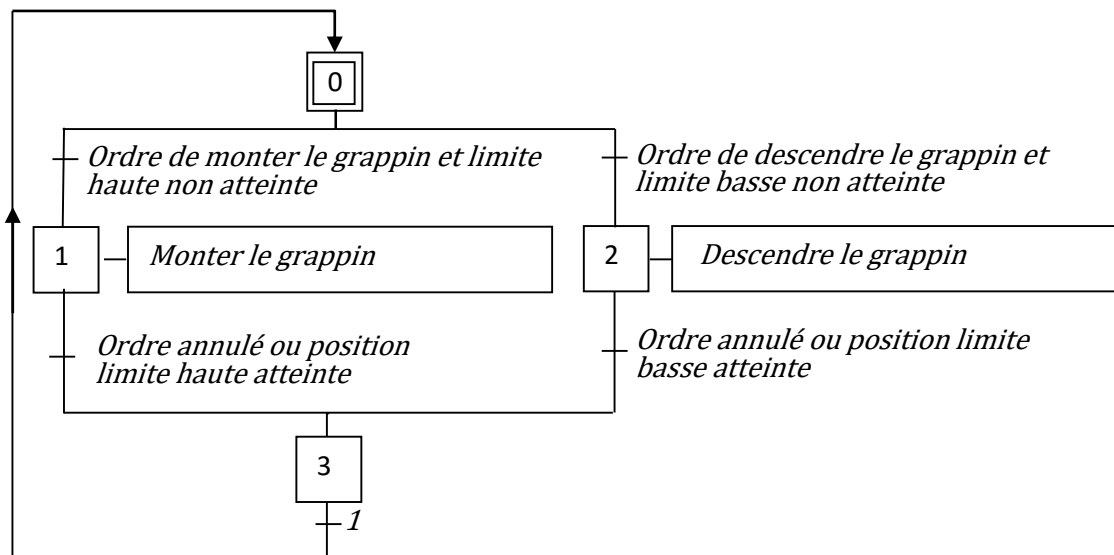 0
Ordre de monter le grappin et limite
haute non atteinte
Ordre de descendre le grappin et
limite basse non atteinte
1
Monter le grappin
2
Descendre le grappin
Ordre annulé ou position
limite haute atteinte
Ordre annulé ou position limite
basse atteinte
3
1